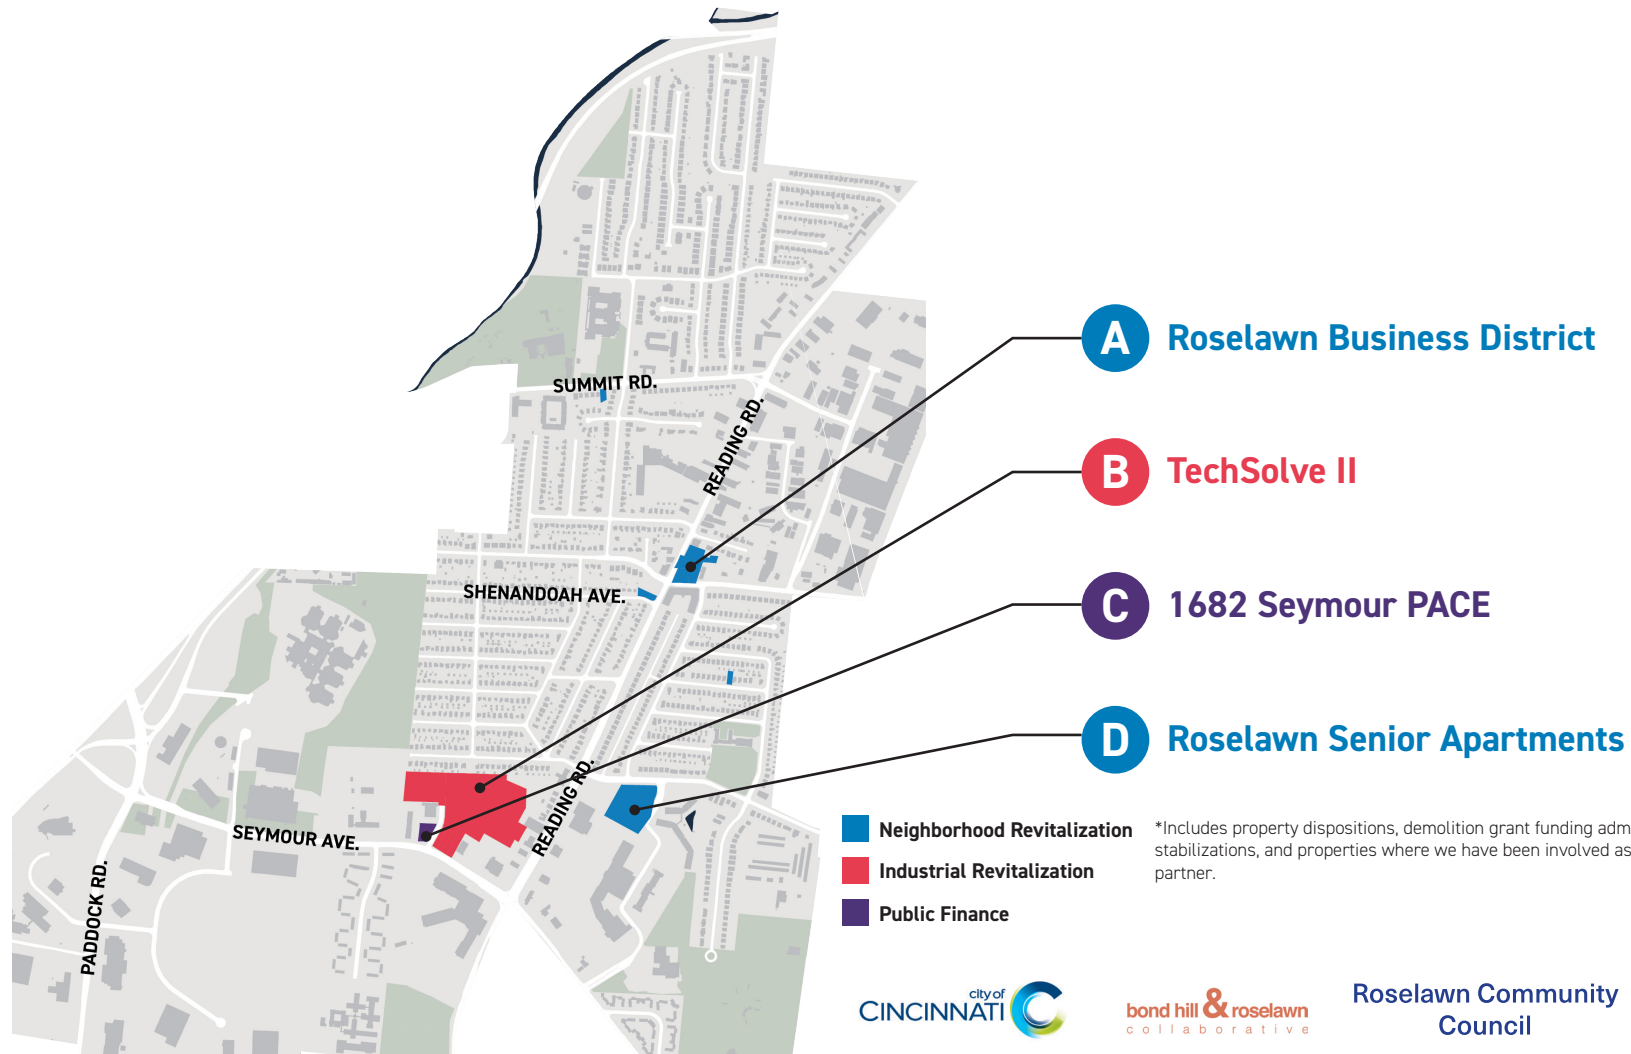 SUMMIT RD.
READING RD.
SHENANDOAH AVE.
READING RD.
SEYMOUR AVE.
PADDOCK RD.
A Roselawn Business District
B TechSolve II
C 1682 Seymour PACE
D Roselawn Senior Apartments
Neighborhood Revitalization
Industrial Revitalization
Public Finance
*Includes property dispositions, demolition grant funding adm
stabilizations, and properties where we have been involved as
partner.
city of
CINCINNATI
bond hill & roselawn
collaborative
Roselawn Community
Council